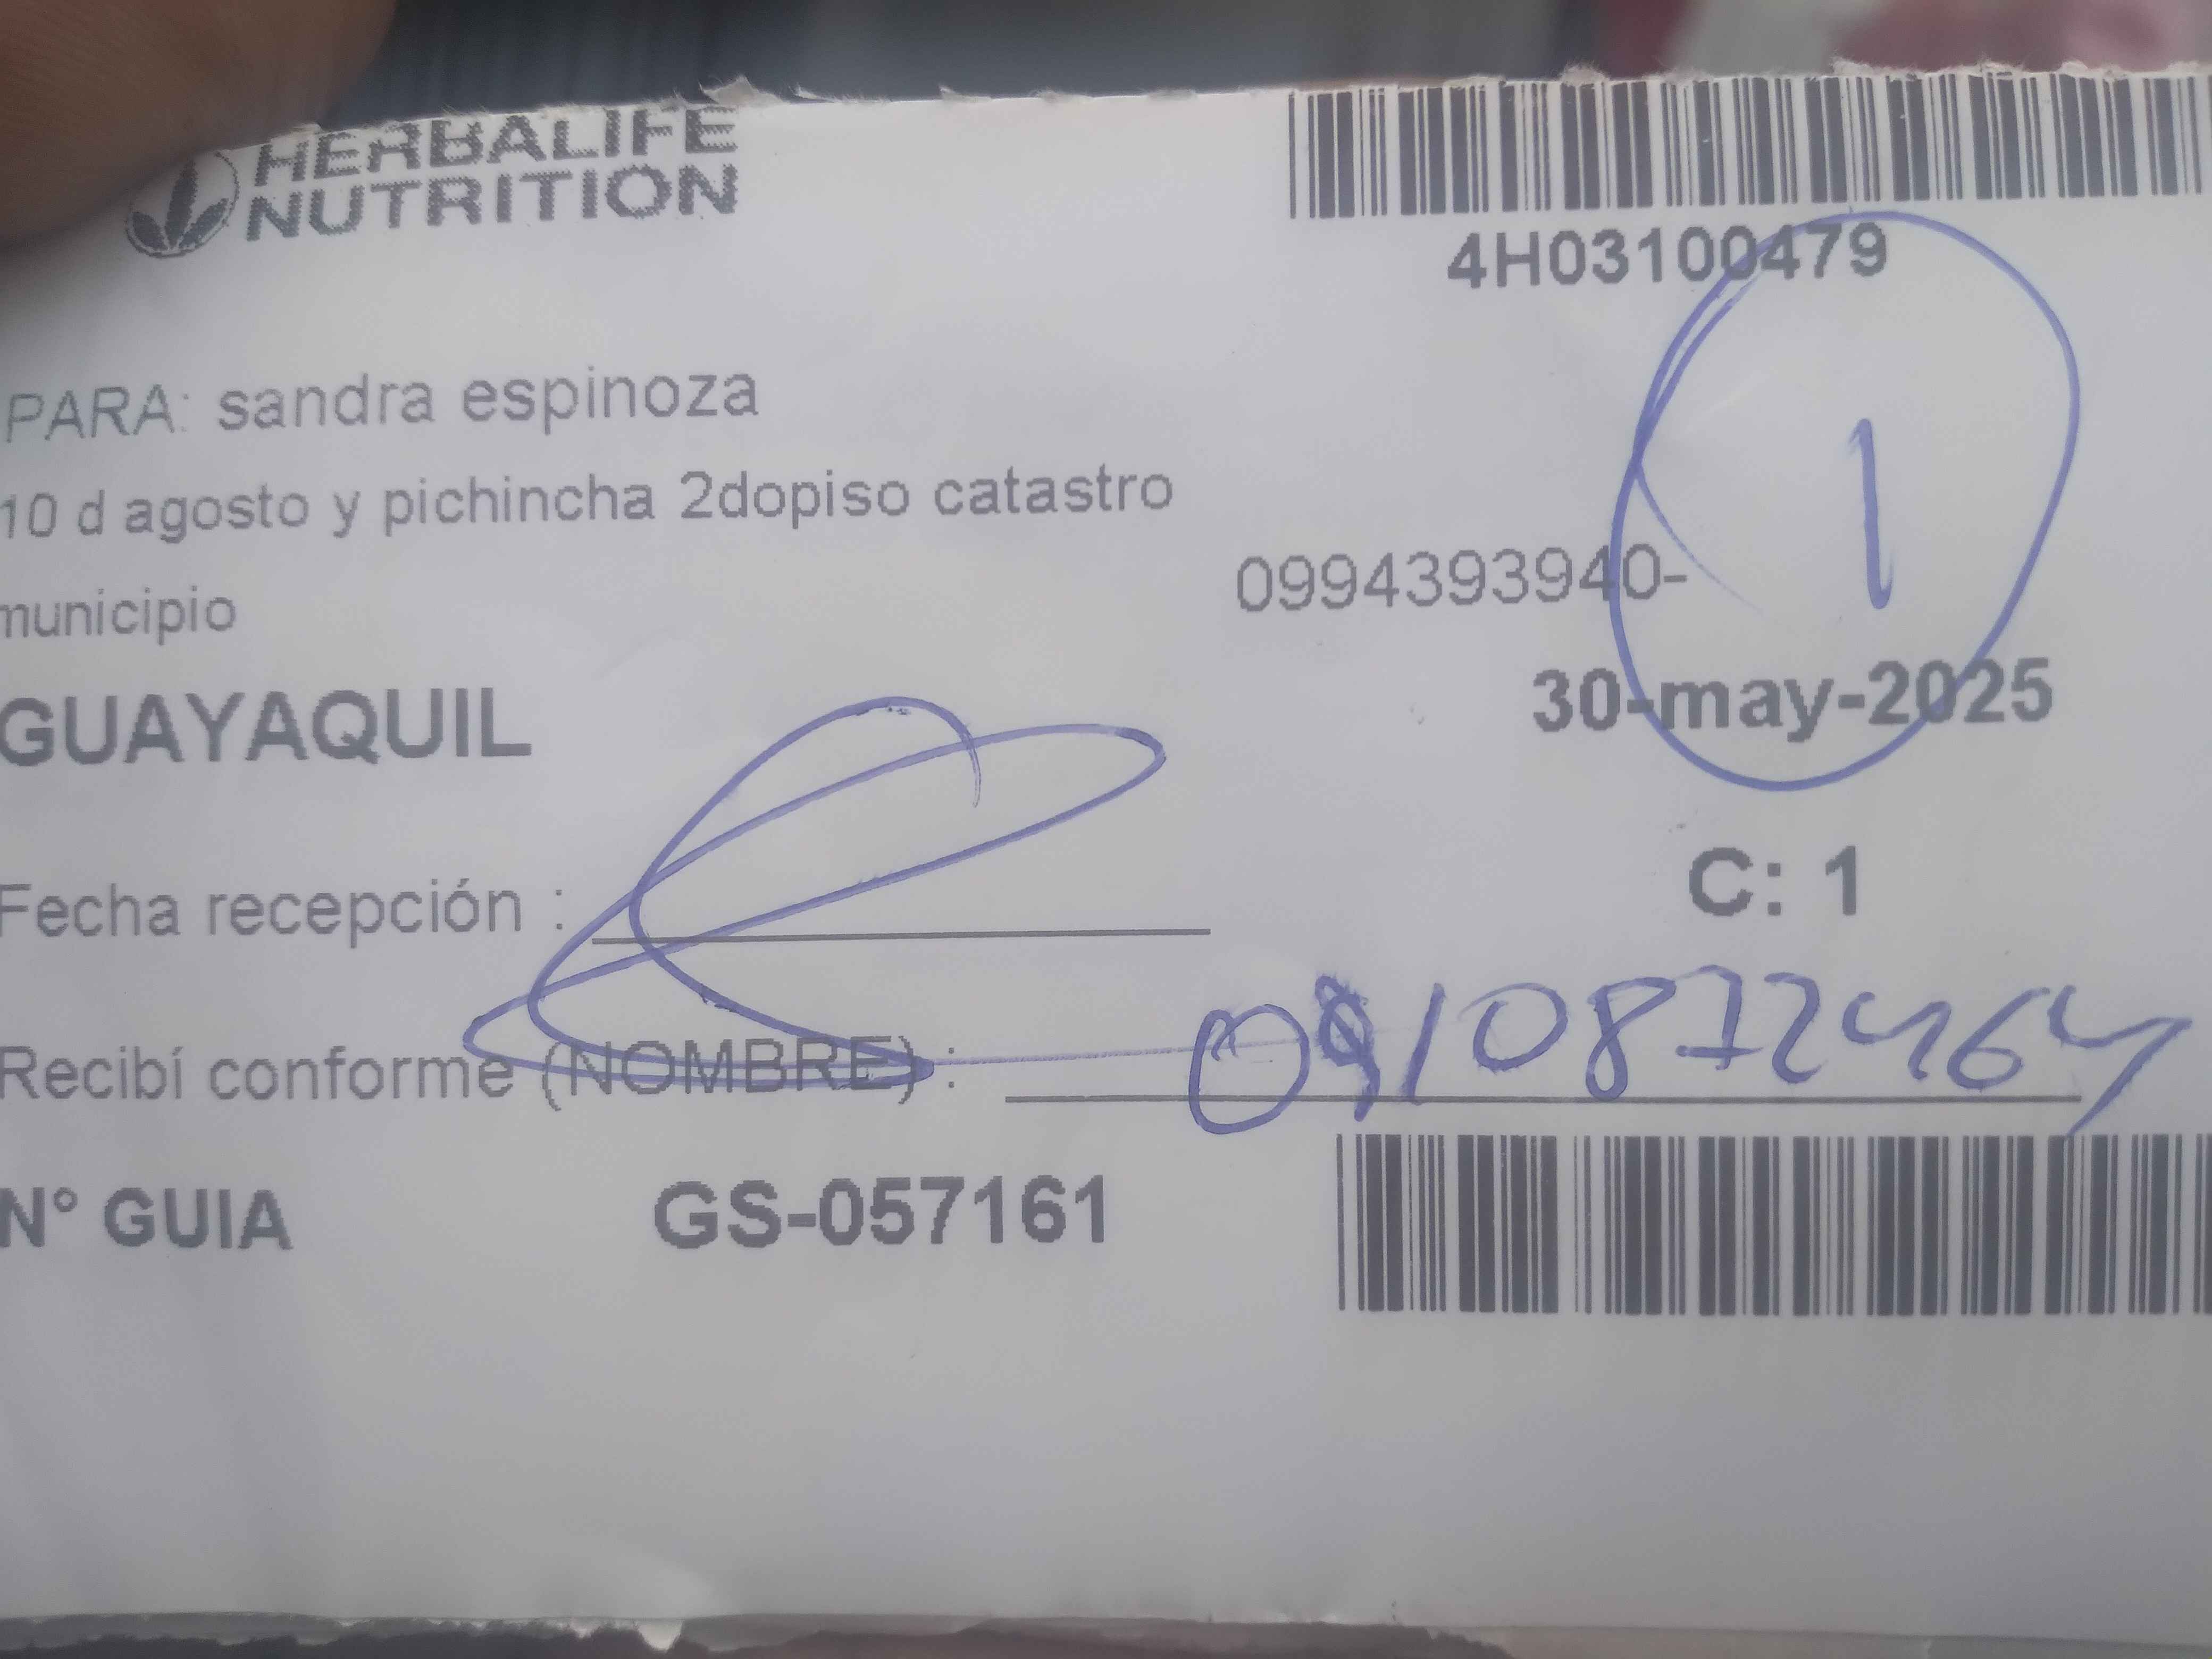 HERBALIFE
NUTRITION
4H03100479
PARA: sandra espinoza
10 d agosto y pichincha 2dopiso catastro
municipio
0994393940-
1
GUAYAQUIL
30-may-2025
Fecha recepción :
C: 1
Recibí conforme (NOMBRE) : 0910872464
N° GUIA GS-057161